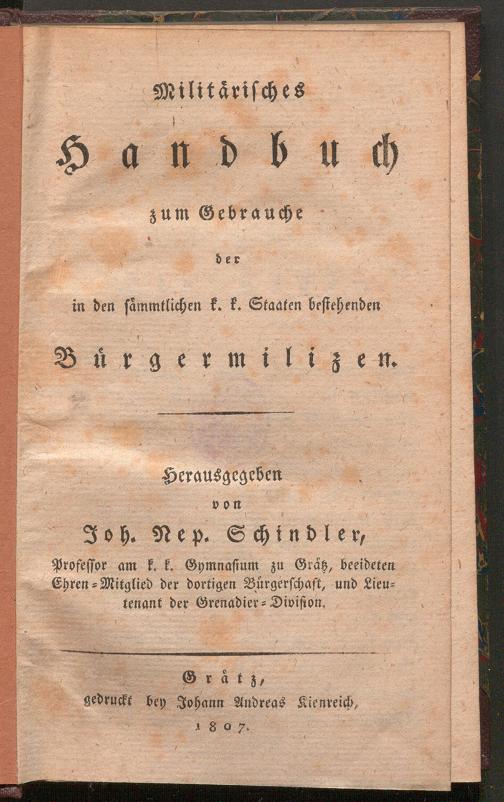 Militärisches
Handbuch
zum Gebrauche
der
in den sämmtlichen k. k. Staaten bestehenden
Bürgermilizen.
Herausgegeben
von
Joh. Nep. Schindler,
Professor am k. k. Gymnasium zu Grätz, beeideten
Ehren-Mitglied der dortigen Bürgerschaft, und Lieu-
tenant der Grenadier-Division.
Grätz,
gedruckt bey Johann Andreas Kienreich,
1807.